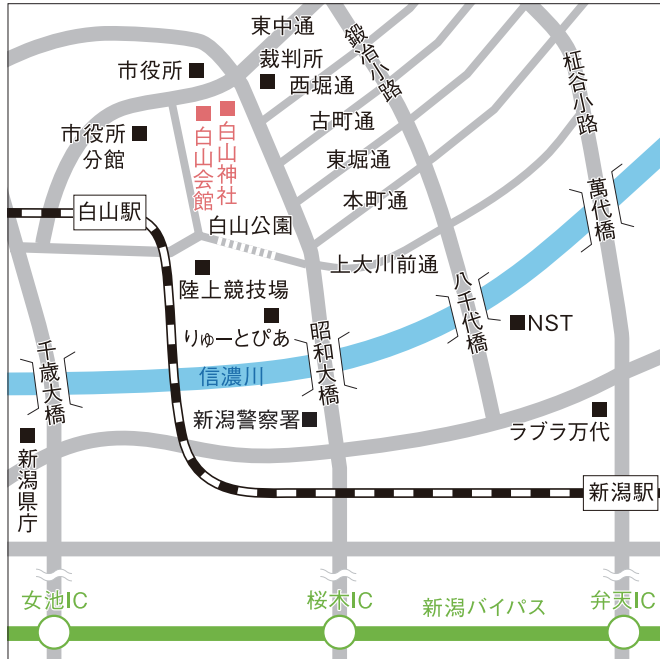 東中通
鍛冶小路
柾谷小路
市役所
裁判所
西堀通
古町通
東堀通
本町通
市役所
分館
白山会館
白山神社
萬代橋
白山駅
白山公園
上大川前通
八千代橋
陸上競技場
りゅーとぴあ
NST
千歳大橋
昭和大橋
信濃川
新潟警察署
ラブラ万代
新潟県庁
新潟駅
女池IC
桜木IC
新潟バイパス
弁天IC